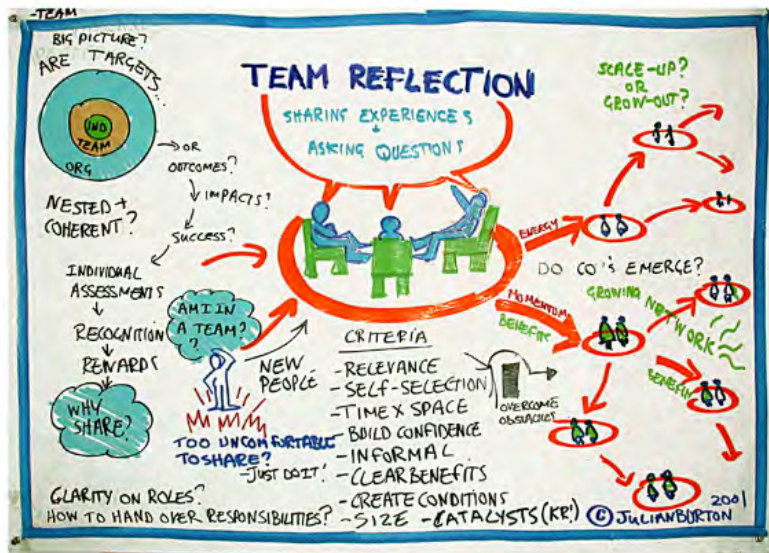 -TEAM
BIG PICTURE?
ARE TARGETS...
IND
TEAM
ORG
→ OR
OUTCOMES?
IMPACTS?
SUCCESS?
NESTED +
COHERENT?
INDIVIDUAL
ASSESSMENTS
RECOGNITION
REWARDS
WHY
SHARE?
TEAM REFLECTION
SHARING EXPERIENCES
+
ASKING QUESTIONS
AM I IN
A TEAM?
?
NEW
PEOPLE
TOO UNCOMFORTABLE
TO SHARE?
-JUST DO IT!
CLARITY ON ROLES?
HOW TO HAND OVER RESPONSIBILITIES?
CRITERIA
-RELEVANCE
-SELF-SELECTION
-TIME X SPACE
-BUILD CONFIDENCE
-INFORMAL
-CLEAR BENEFITS
-CREATE CONDITIONS
-SIZE -CATALYSTS (KR!)
OVERCOME
OBSTACLES
SCALE-UP?
OR
GROW-OUT?
ENERGY
DO CO'S EMERGE?
MOMENTUM
BENEFITS
GROWING NETWORK
BENEFITS
© JULIAN BURTON 2001